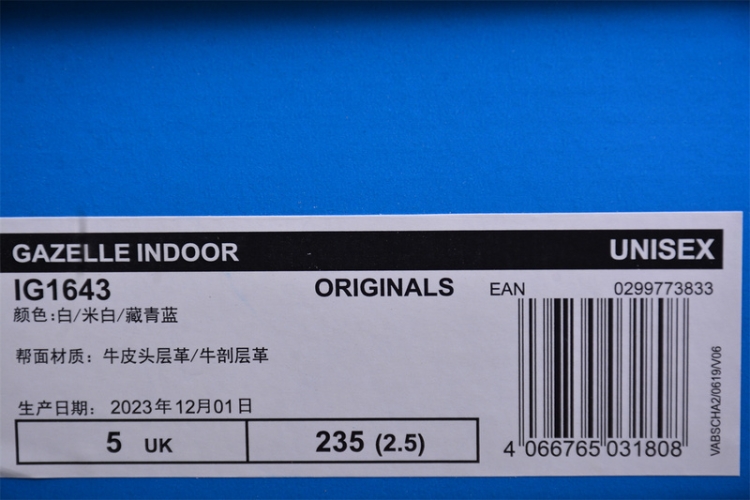 GAZELLE INDOOR UNISEX
IG1643 ORIGINALS EAN 0299773833
颜色:白/米白/藏青蓝
帮面材质: 牛皮头层革/牛剖层革
生产日期: 2023年12月01日
5 UK 235 (2.5)
4 066765 031808
VABSCHA2/0619/V06